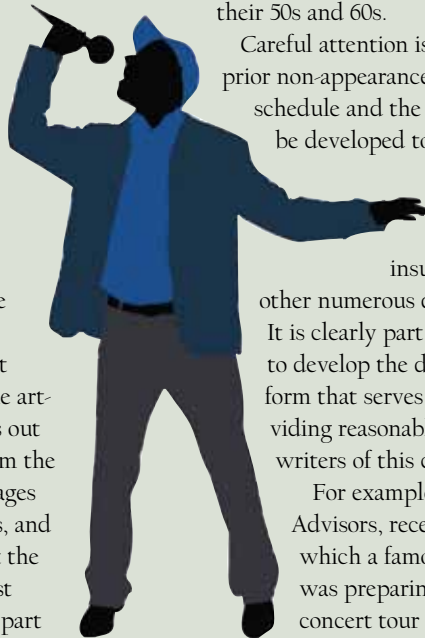 e
t
e art-
s out
m the
ages
s, and
t the
st
part
their 50s and 60s.
Careful attention is
prior non-appearance
schedule and the
be developed to
insu
other numerous c
It is clearly part
to develop the d
form that serves
viding reasonab
writers of this c
For example
Advisors, rece
which a famo
was preparin
concert tour